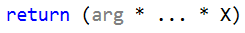 return (arg * ... * X)